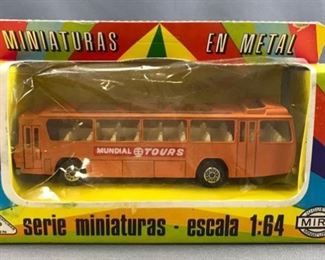 MINIATURAS EN METAL
MUNDIAL TOURS
serie miniaturas - escala 1:64
MIRA